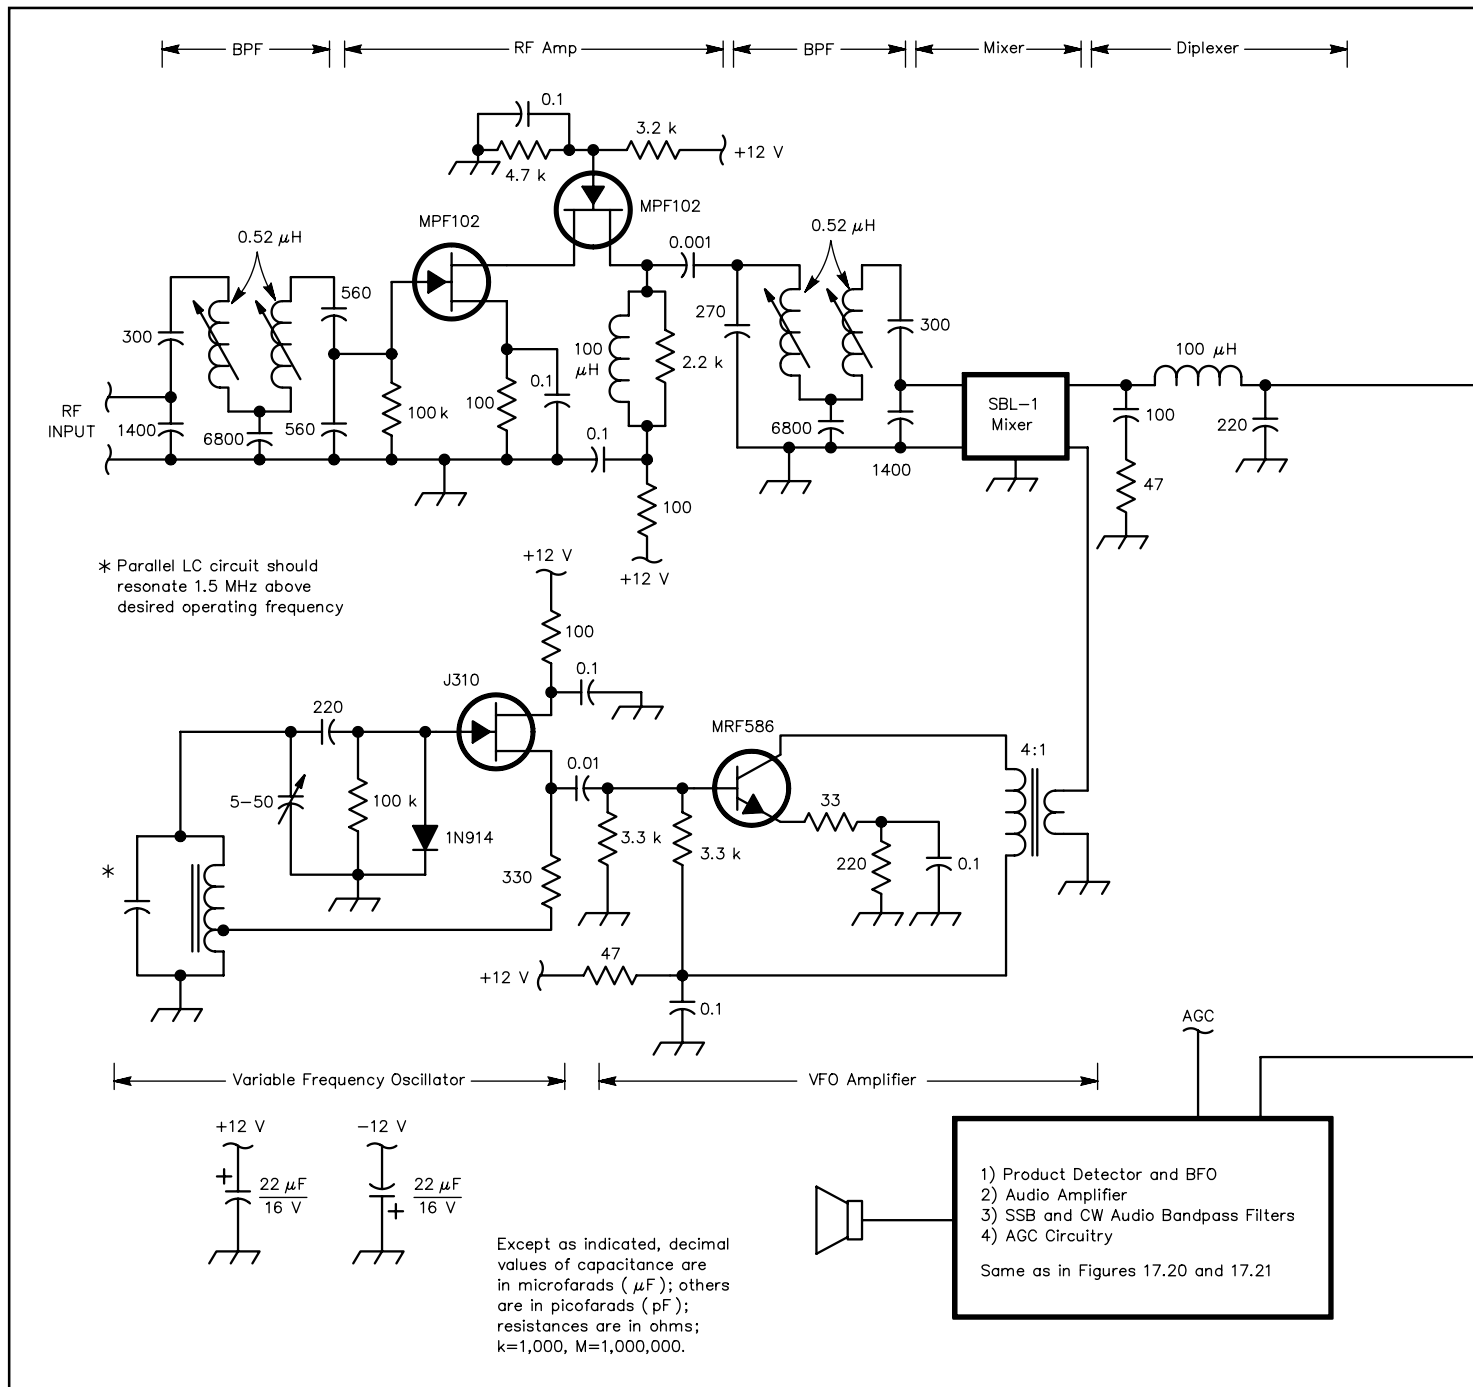 BPF
RF Amp
BPF
Mixer
Diplexer
0.1
3.2 k
+12 V
4.7 k
MPF102
MPF102
0.52 μH
0.001
0.52 μH
560
300
270
300
100 μH
100
μH
2.2 k
SBL-1
Mixer
RF
INPUT
1400
6800
560
100 k
100
0.1
0.1
6800
1400
100
220
47
100
+12 V
* Parallel LC circuit should
resonate 1.5 MHz above
desired operating frequency
+12 V
100
0.1
J310
220
MRF586
4:1
0.01
5-50
100 k
1N914
33
3.3 k
3.3 k
220
0.1
*
330
47
+12 V
0.1
AGC
Variable Frequency Oscillator
VFO Amplifier
+12 V
-12 V
+
22 μF
16 V
22 μF
16 V
+
1) Product Detector and BFO
2) Audio Amplifier
3) SSB and CW Audio Bandpass Filters
4) AGC Circuitry
Same as in Figures 17.20 and 17.21
Except as indicated, decimal
values of capacitance are
in microfarads ( μF); others
are in picofarads ( pF);
resistances are in ohms;
k=1,000, M=1,000,000.